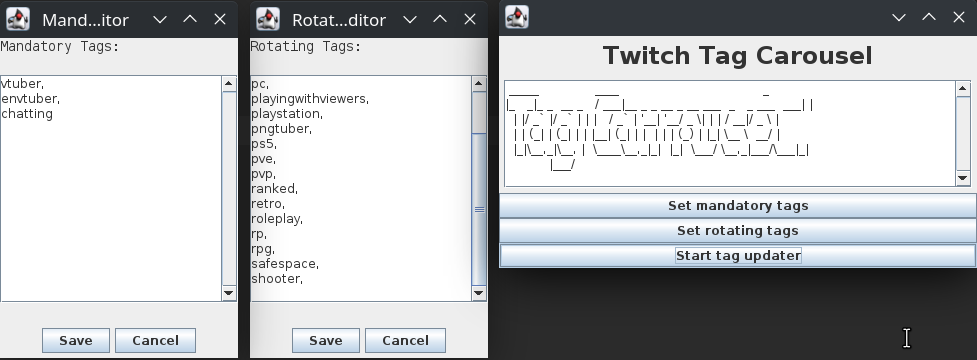 Mand...itor
Mandatory Tags:
vtuber,
envtuber,
chatting
Save
Cancel
Rotat...ditor
Rotating Tags:
pc,
playingwithviewers,
playstation,
pngtuber,
ps5,
pve,
pvp,
ranked,
retro,
roleplay,
rp,
rpg,
safespace,
shooter,
Save
Cancel
Twitch Tag Carousel
Set mandatory tags
Set rotating tags
Start tag updater